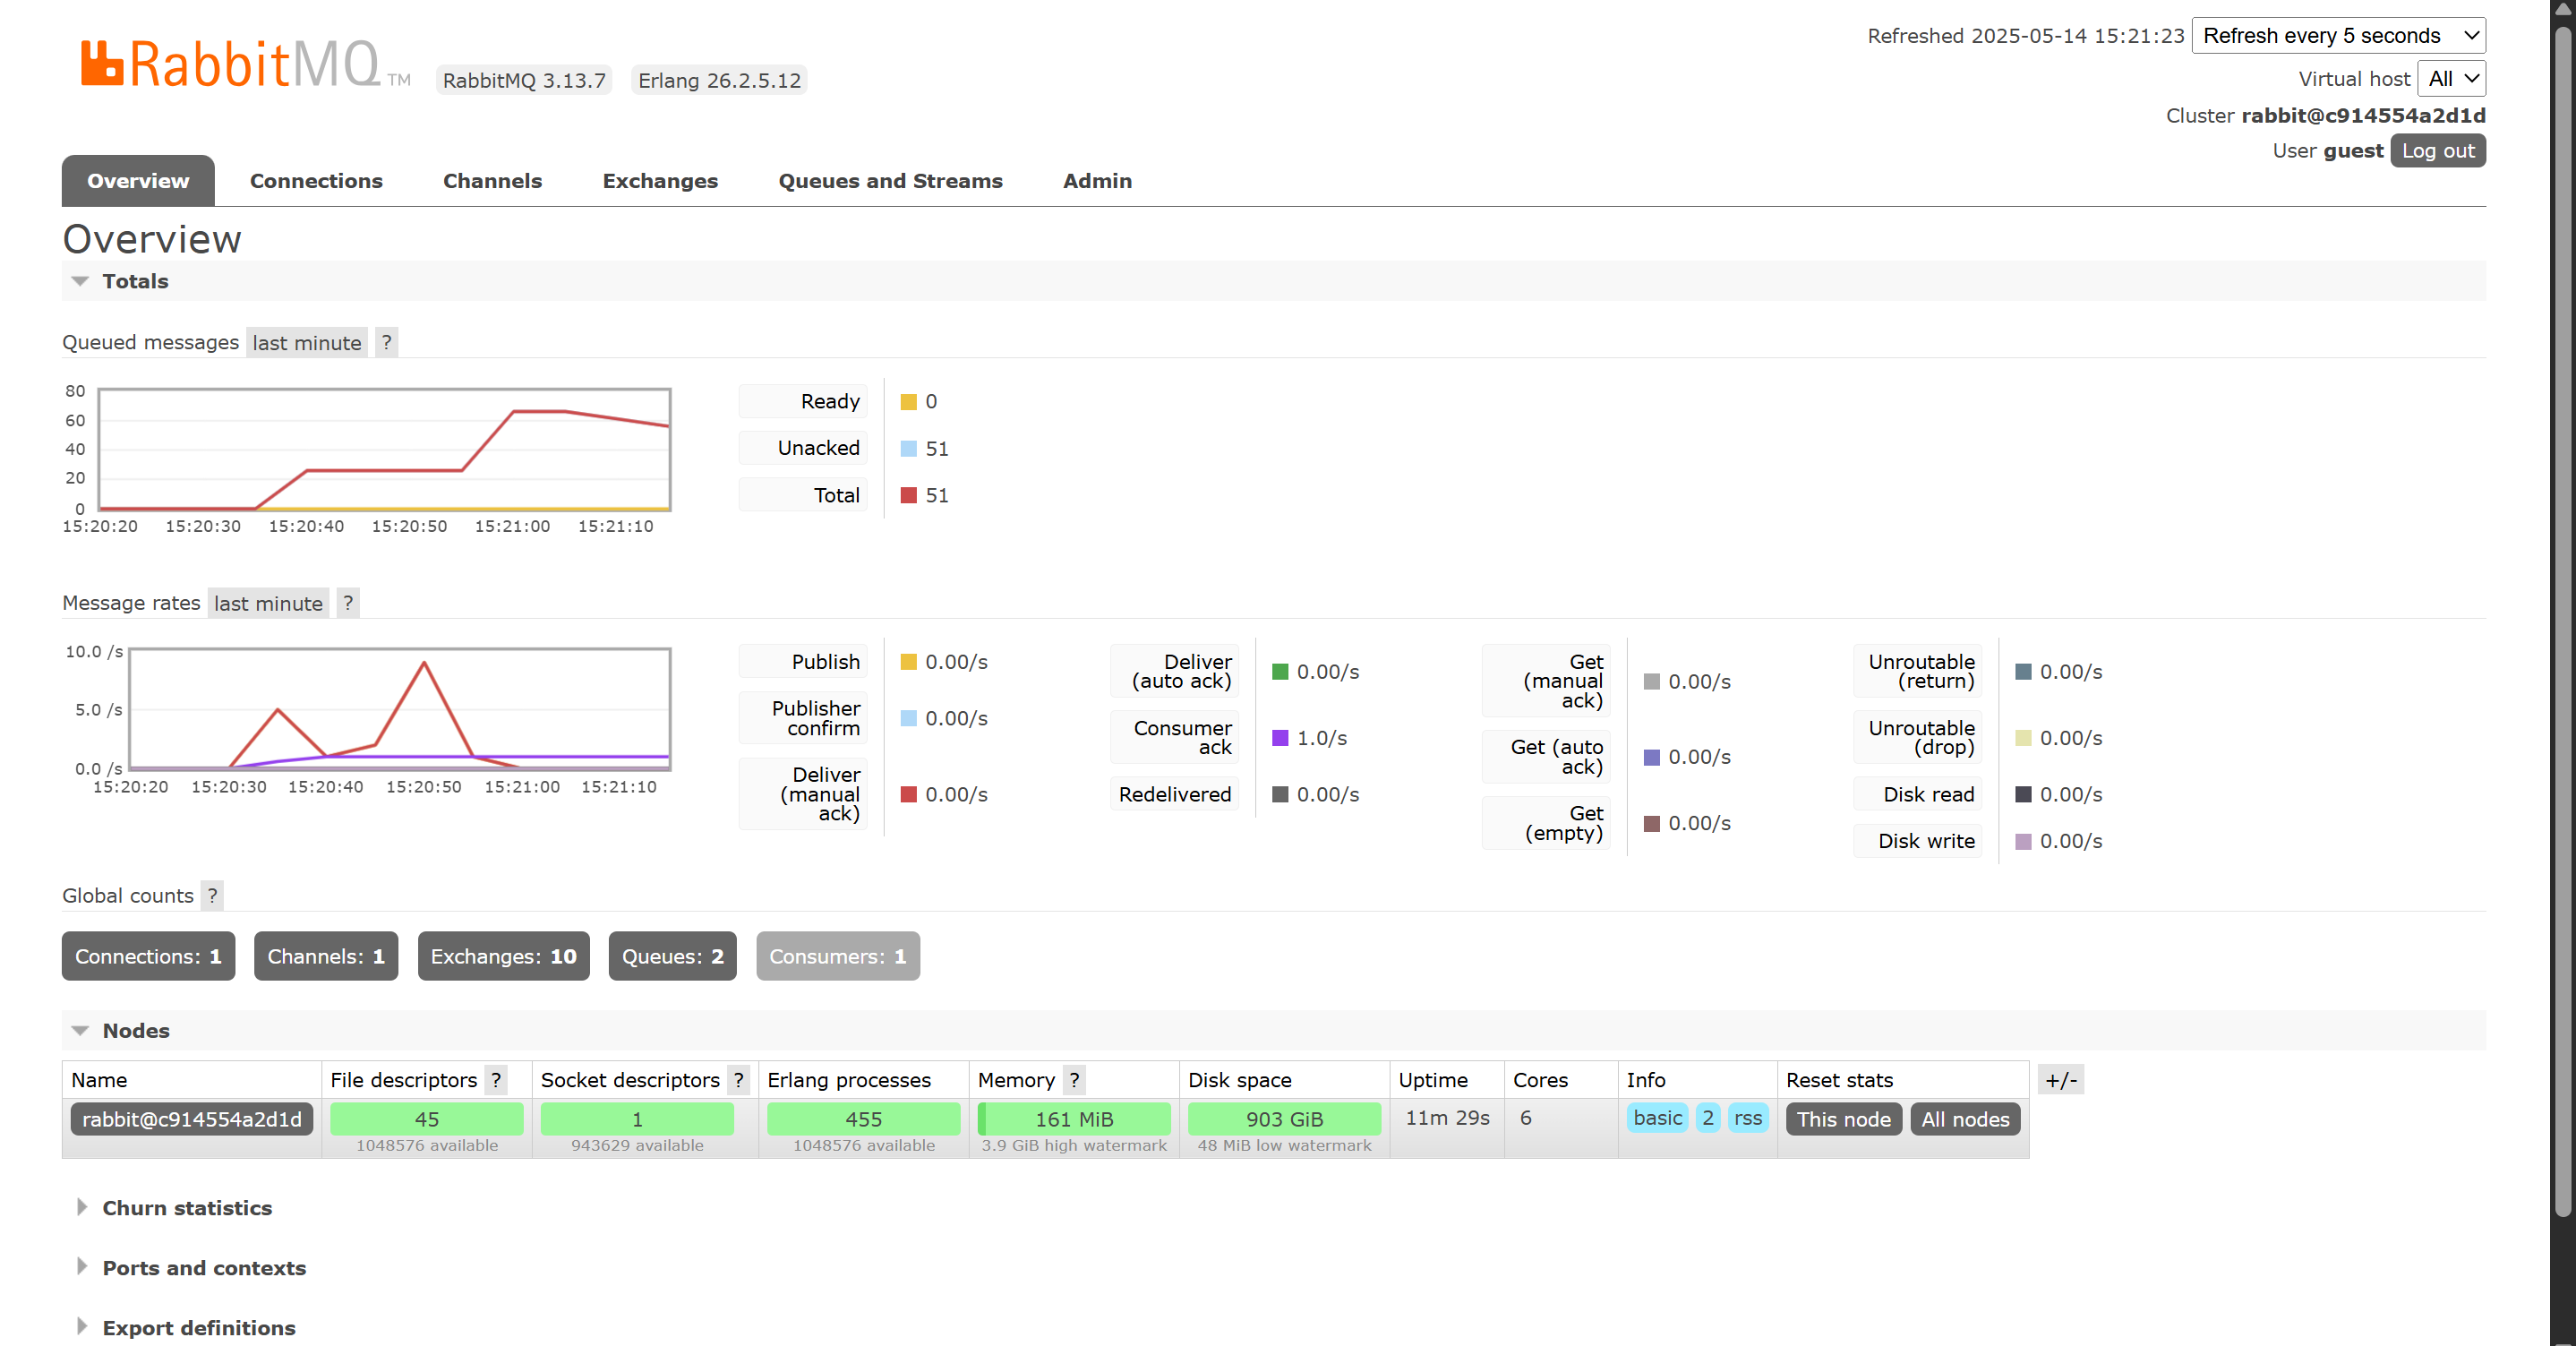 RabbitMQ TM RabbitMQ 3.13.7 Erlang 26.2.5.12
Refreshed 2025-05-14 15:21:23 Refresh every 5 seconds
Virtual host All
Cluster rabbit@c914554a2d1d
User guest Log out
Overview Connections Channels Exchanges Queues and Streams Admin
Overview
Totals
Queued messages last minute ?
80
60
40
20
0
15:20:20 15:20:30 15:20:40 15:20:50 15:21:00 15:21:10
Ready 0
Unacked 51
Total 51
Message rates last minute ?
10.0 /s
5.0 /s
0.0 /s
15:20:20 15:20:30 15:20:40 15:20:50 15:21:00 15:21:10
Publish 0.00/s
Publisher
confirm 0.00/s
Deliver
(manual 0.00/s
ack)
Deliver
(auto ack) 0.00/s
Consumer
ack 1.0/s
Redelivered 0.00/s
Get
(manual 0.00/s
ack)
Get (auto
ack) 0.00/s
Get
(empty) 0.00/s
Unroutable
(return) 0.00/s
Unroutable
(drop) 0.00/s
Disk read 0.00/s
Disk write 0.00/s
Global counts ?
Connections: 1 Channels: 1 Exchanges: 10 Queues: 2 Consumers: 1
Nodes
Name File descriptors ? Socket descriptors ? Erlang processes Memory ? Disk space Uptime Cores Info Reset stats +/-
rabbit@c914554a2d1d 45 1 455 161 MiB 903 GiB 11m 29s 6 basic 2 rss This node All nodes
1048576 available 943629 available 1048576 available 3.9 GiB high watermark 48 MiB low watermark
Churn statistics
Ports and contexts
Export definitions